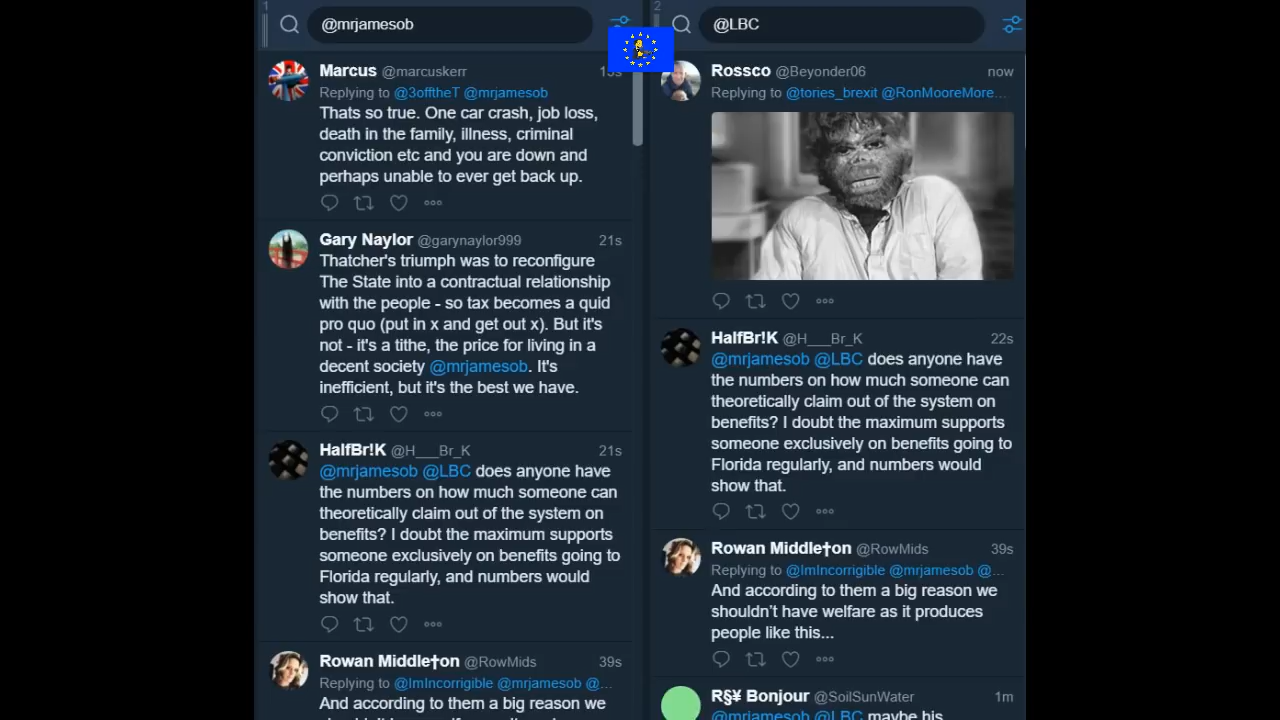 1
@mrjamesob
Marcus @marcuskerr
Replying to @3offtheT @mrjamesob
Thats so true. One car crash, job loss,
death in the family, illness, criminal
conviction etc and you are down and
perhaps unable to ever get back up.
Gary Naylor @garynaylor999 21s
Thatcher's triumph was to reconfigure
The State into a contractual relationship
with the people - so tax becomes a quid
pro quo (put in x and get out x). But it's
not - it's a tithe, the price for living in a
decent society @mrjamesob. It's
inefficient, but it's the best we have.
HalfBr!K @H___Br_K 21s
@mrjamesob @LBC does anyone have
the numbers on how much someone can
theoretically claim out of the system on
benefits? I doubt the maximum supports
someone exclusively on benefits going to
Florida regularly, and numbers would
show that.
Rowan Middle†on @RowMids 39s
Replying to @ImIncorrigible @mrjamesob @...
And according to them a big reason we
2
@LBC
Rossco @Beyonder06 now
Replying to @tories_brexit @RonMooreMore...
HalfBr!K @H___Br_K 22s
@mrjamesob @LBC does anyone have
the numbers on how much someone can
theoretically claim out of the system on
benefits? I doubt the maximum supports
someone exclusively on benefits going to
Florida regularly, and numbers would
show that.
Rowan Middle†on @RowMids 39s
Replying to @ImIncorrigible @mrjamesob @...
And according to them a big reason we
shouldn't have welfare as it produces
people like this...
R§¥ Bonjour @SoilSunWater 1m
@mrjamesob @LBC maybe his